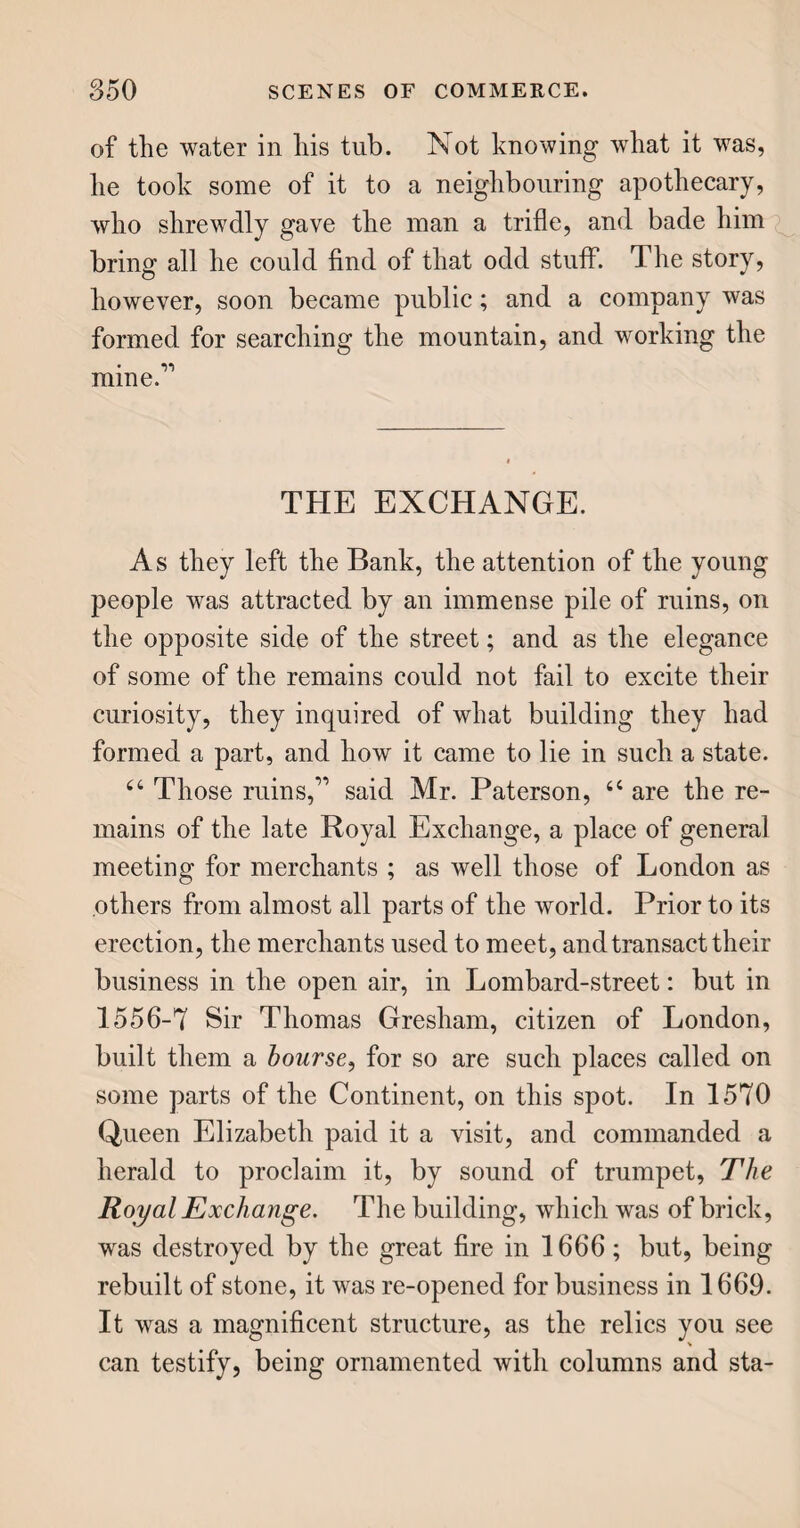 350 SCENES OF COMMERCE.
of the water in his tub. Not knowing what it was,
he took some of it to a neighbouring apothecary,
who shrewdly gave the man a trifle, and bade him
bring all he could find of that odd stuff. The story,
however, soon became public; and a company was
formed for searching the mountain, and working the
mine.”
THE EXCHANGE.
As they left the Bank, the attention of the young
people was attracted by an immense pile of ruins, on
the opposite side of the street; and as the elegance
of some of the remains could not fail to excite their
curiosity, they inquired of what building they had
formed a part, and how it came to lie in such a state.
“Those ruins,” said Mr. Paterson, “are the re-
mains of the late Royal Exchange, a place of general
meeting for merchants; as well those of London as
others from almost all parts of the world. Prior to its
erection, the merchants used to meet, and transact their
business in the open air, in Lombard-street: but in
1556-7 Sir Thomas Gresham, citizen of London,
built them a bourse, for so are such places called on
some parts of the Continent, on this spot. In 1570
Queen Elizabeth paid it a visit, and commanded a
herald to proclaim it, by sound of trumpet, The
Royal Exchange. The building, which was of brick,
was destroyed by the great fire in 1666; but, being
rebuilt of stone, it was re-opened for business in 1669.
It was a magnificent structure, as the relics you see
can testify, being ornamented with columns and sta-